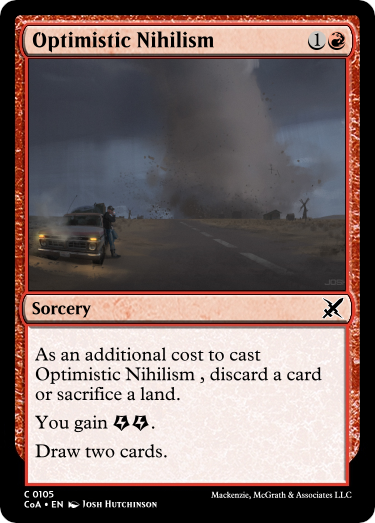 Optimistic Nihilism 1
Sorcery
As an additional cost to cast
Optimistic Nihilism , discard a card
or sacrifice a land.
You gain .
Draw two cards.
C 0105
CoA • EN Josh Hutchinson
Mackenzie, McGrath & Associates LLC